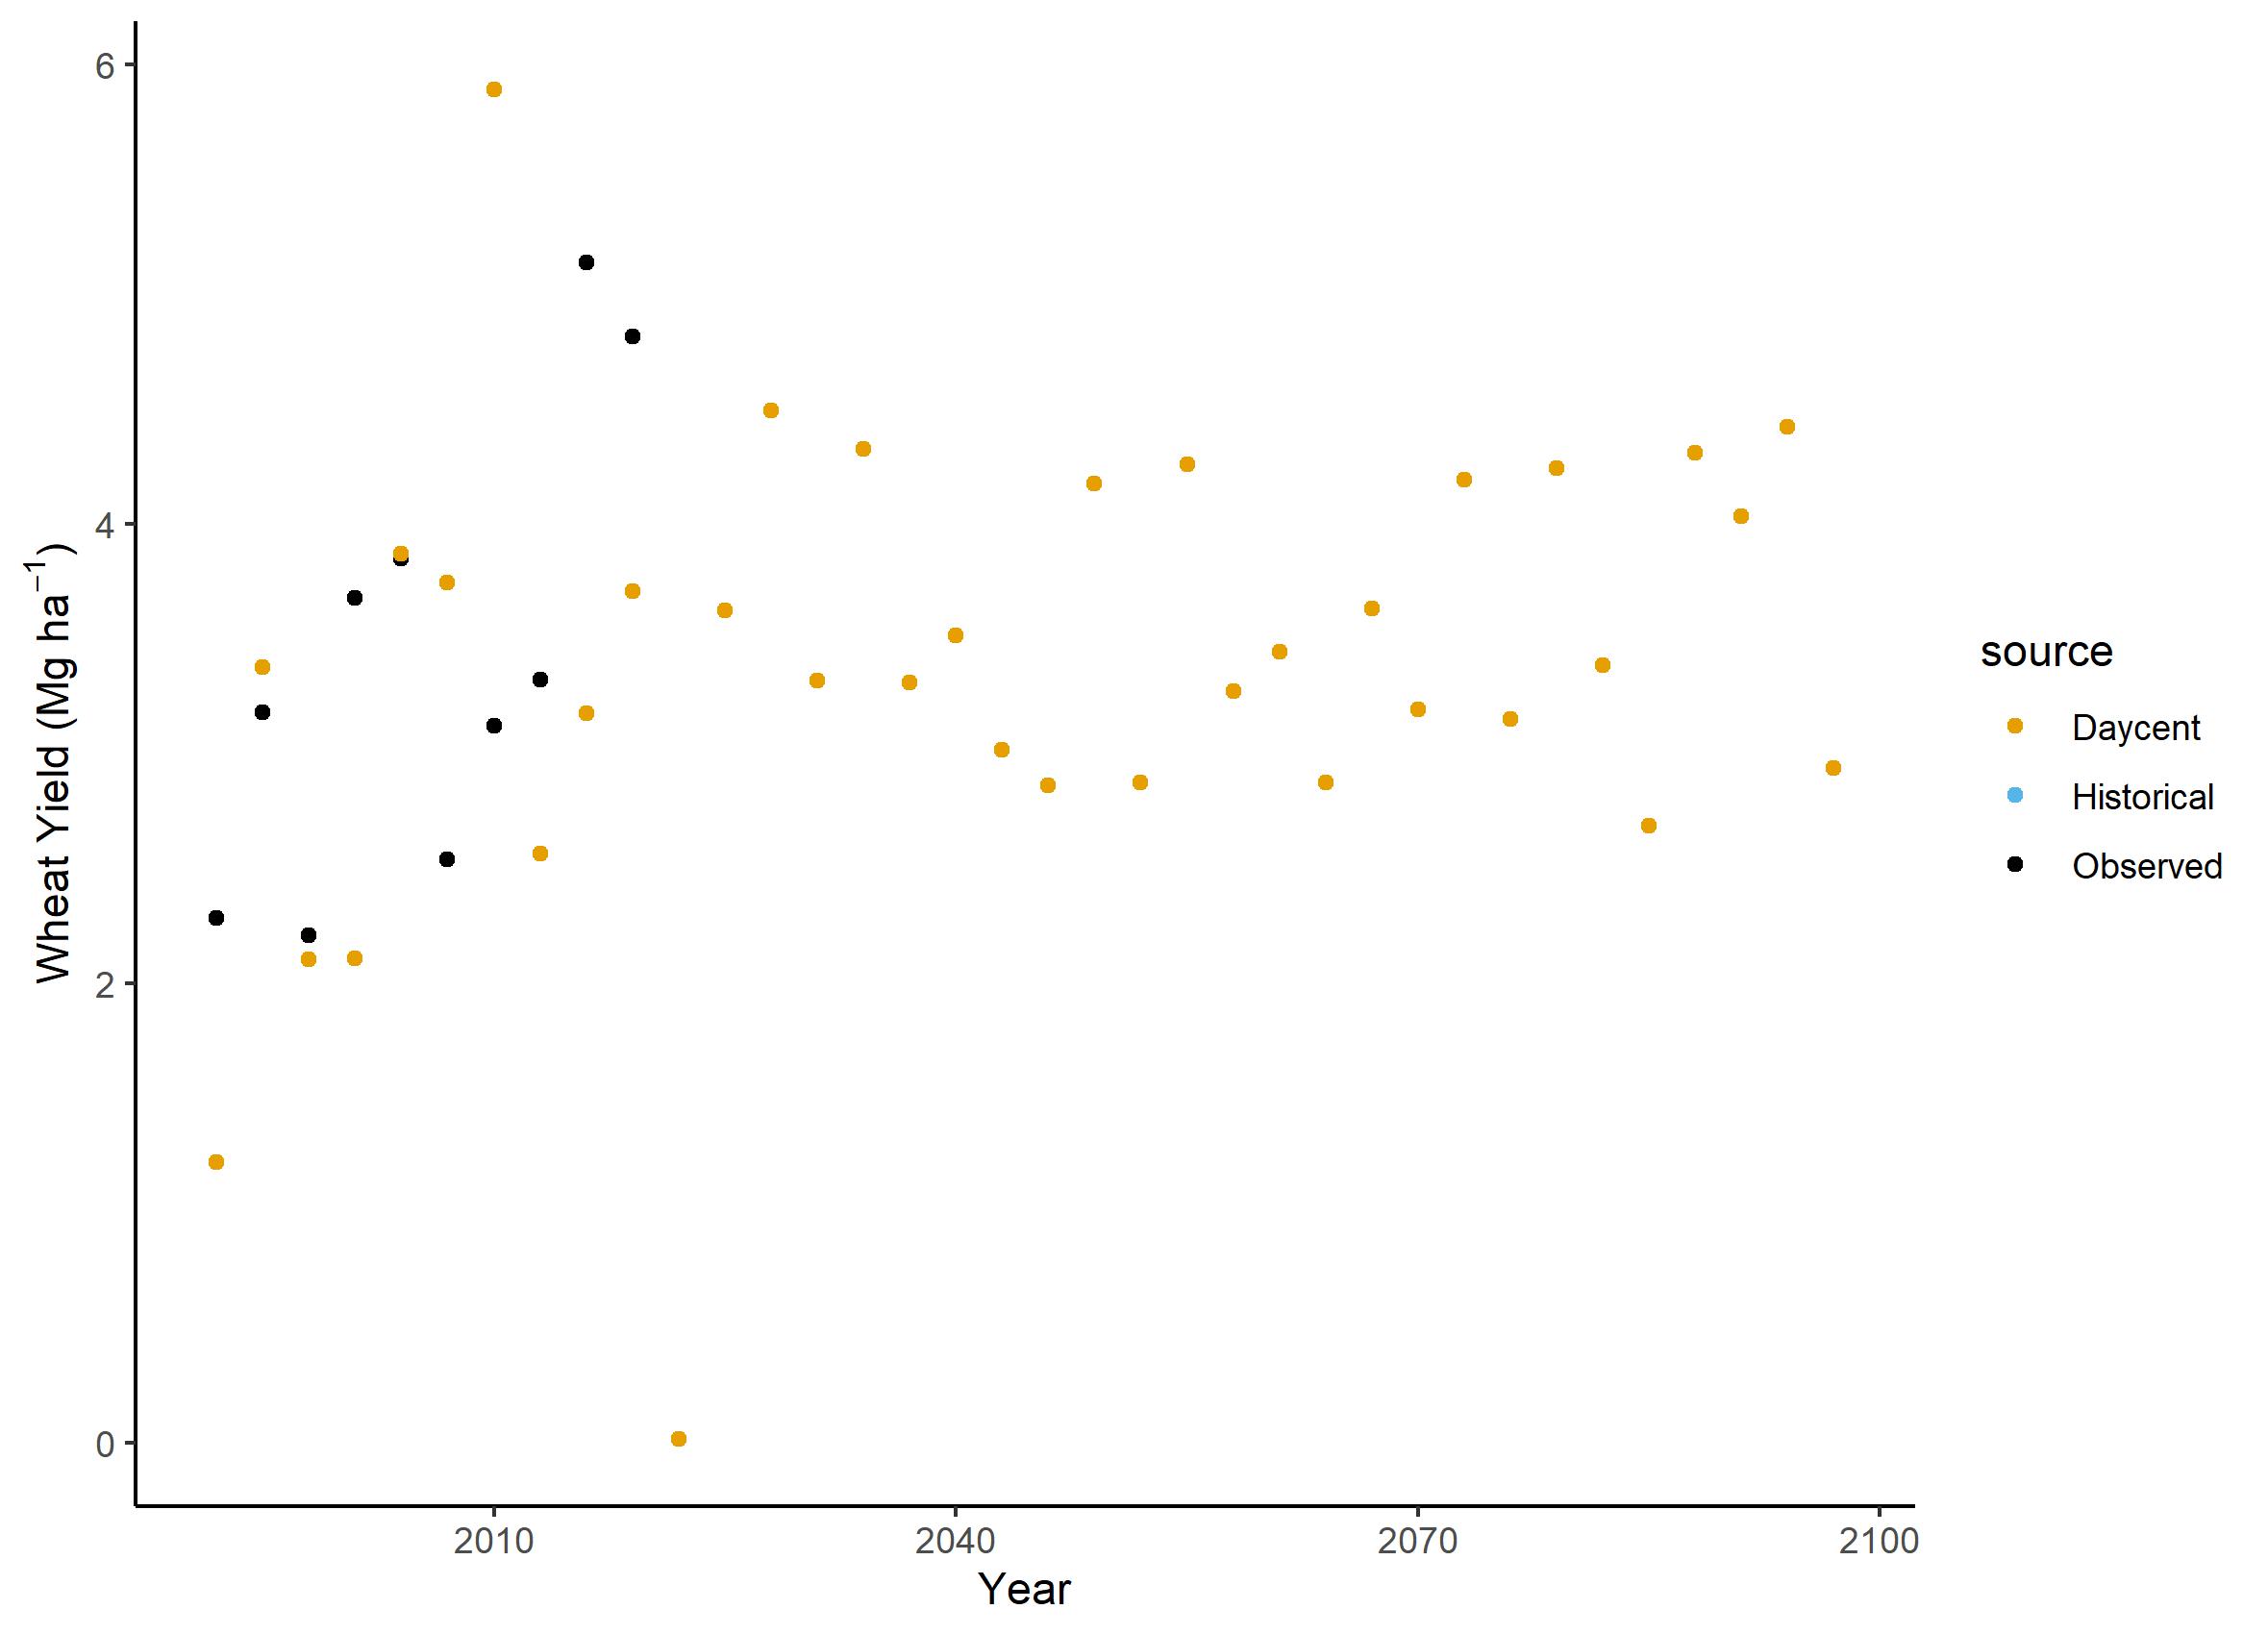 6
4
2
0
Wheat Yield (Mg ha⁻¹)
2010 2040 2070 2100
Year
source
Daycent
Historical
Observed